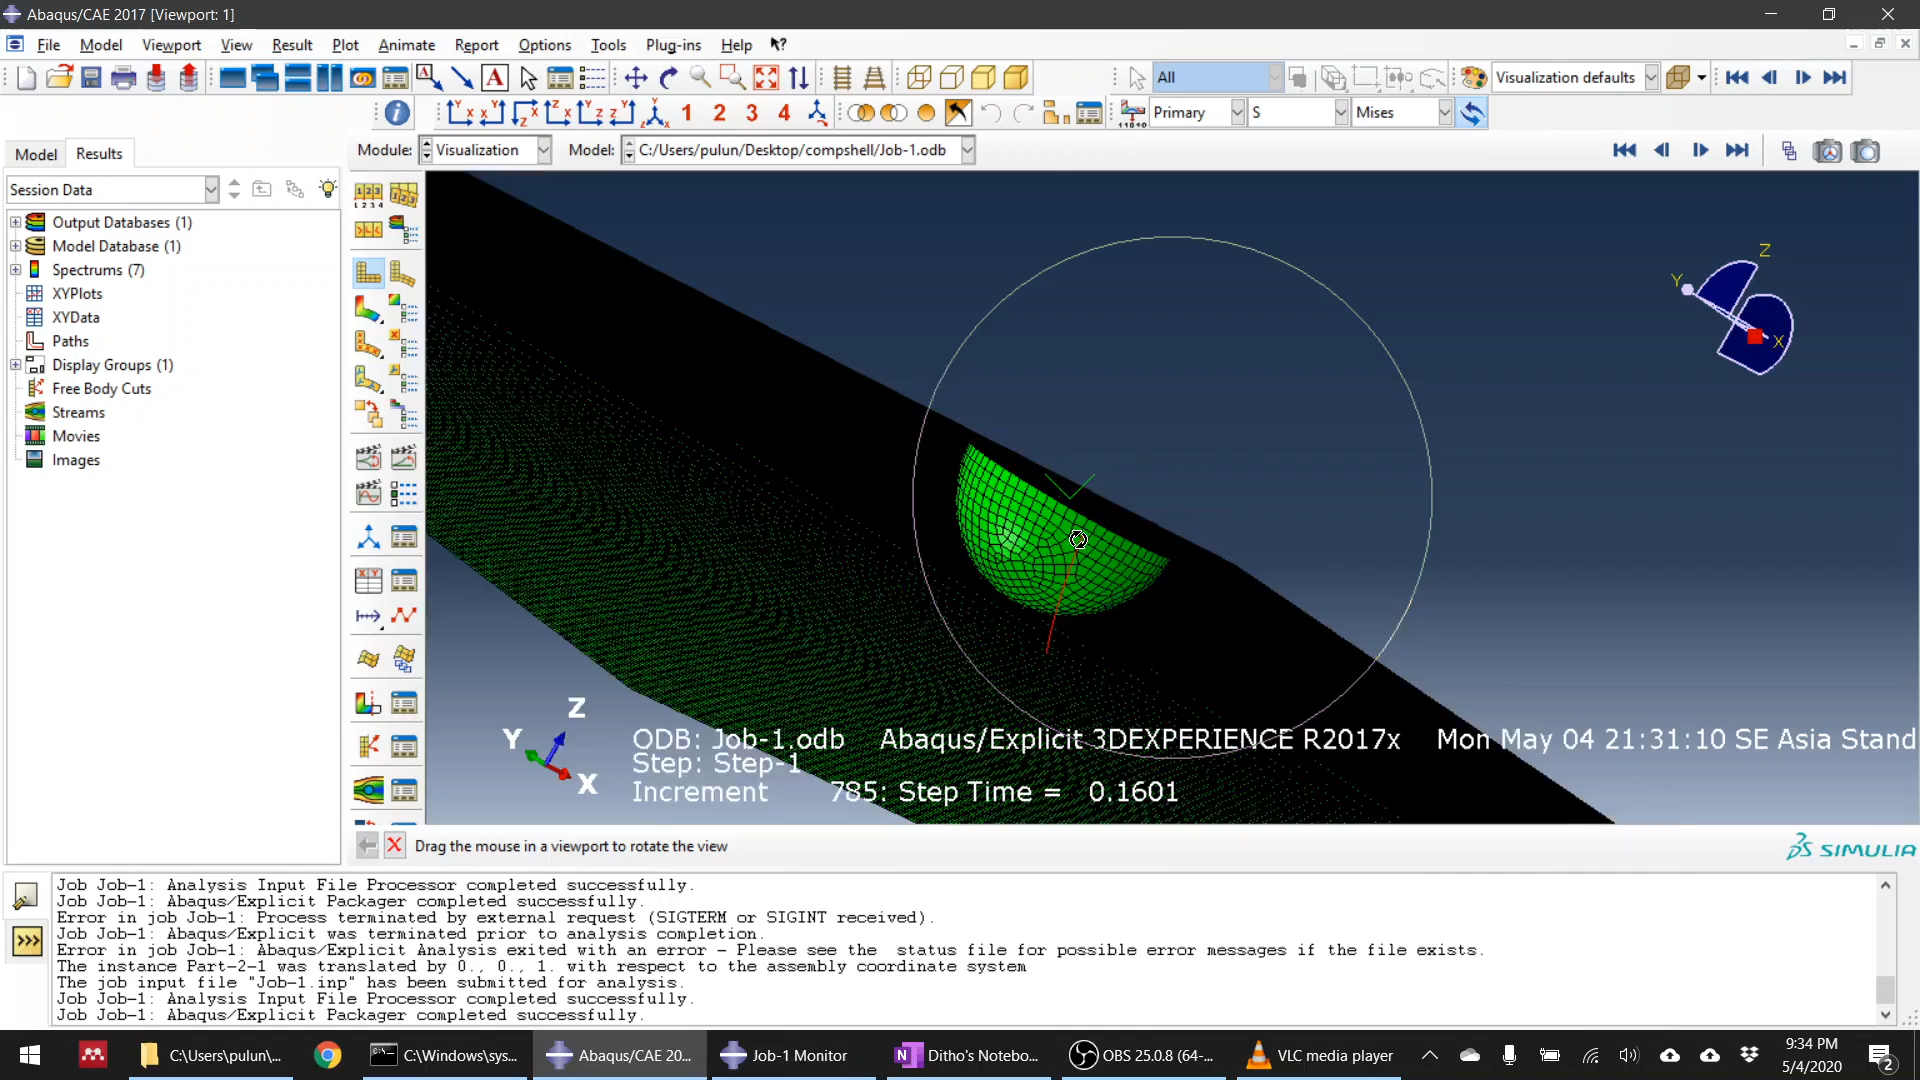 Abaqus/CAE 2017 [Viewport: 1]
File Model Viewport View Result Plot Animate Report Options Tools Plug-ins Help
All
Visualization defaults
1 2 3 4
Primary S Mises
Model Results
Module: Visualization Model: C:/Users/pulun/Desktop/compshell/Job-1.odb
Session Data
Output Databases (1)
Model Database (1)
Spectrums (7)
XYPlots
XYData
Paths
Display Groups (1)
Free Body Cuts
Streams
Movies
Images
Z
Y
X
Z
Y
X
ODB: Job-1.odb Abaqus/Explicit 3DEXPERIENCE R2017x Mon May 04 21:31:10 SE Asia Stand
Step: Step-1
Increment 785: Step Time = 0.1601
Drag the mouse in a viewport to rotate the view
SIMULIA
Job Job-1: Analysis Input File Processor completed successfully.
Job Job-1: Abaqus/Explicit Packager completed successfully.
Error in job Job-1: Process terminated by external request (SIGTERM or SIGINT received).
Job Job-1: Abaqus/Explicit was terminated prior to analysis completion.
Error in job Job-1: Abaqus/Explicit Analysis exited with an error - Please see the status file for possible error messages if the file exists.
The instance Part-2-1 was translated by 0., 0., 1. with respect to the assembly coordinate system
The job input file "Job-1.inp" has been submitted for analysis.
Job Job-1: Analysis Input File Processor completed successfully.
Job Job-1: Abaqus/Explicit Packager completed successfully.
C:\Users\pulun\... C:\Windows\sys... Abaqus/CAE 20... Job-1 Monitor Ditho's Notebo... OBS 25.0.8 (64-... VLC media player
9:34 PM
5/4/2020
2